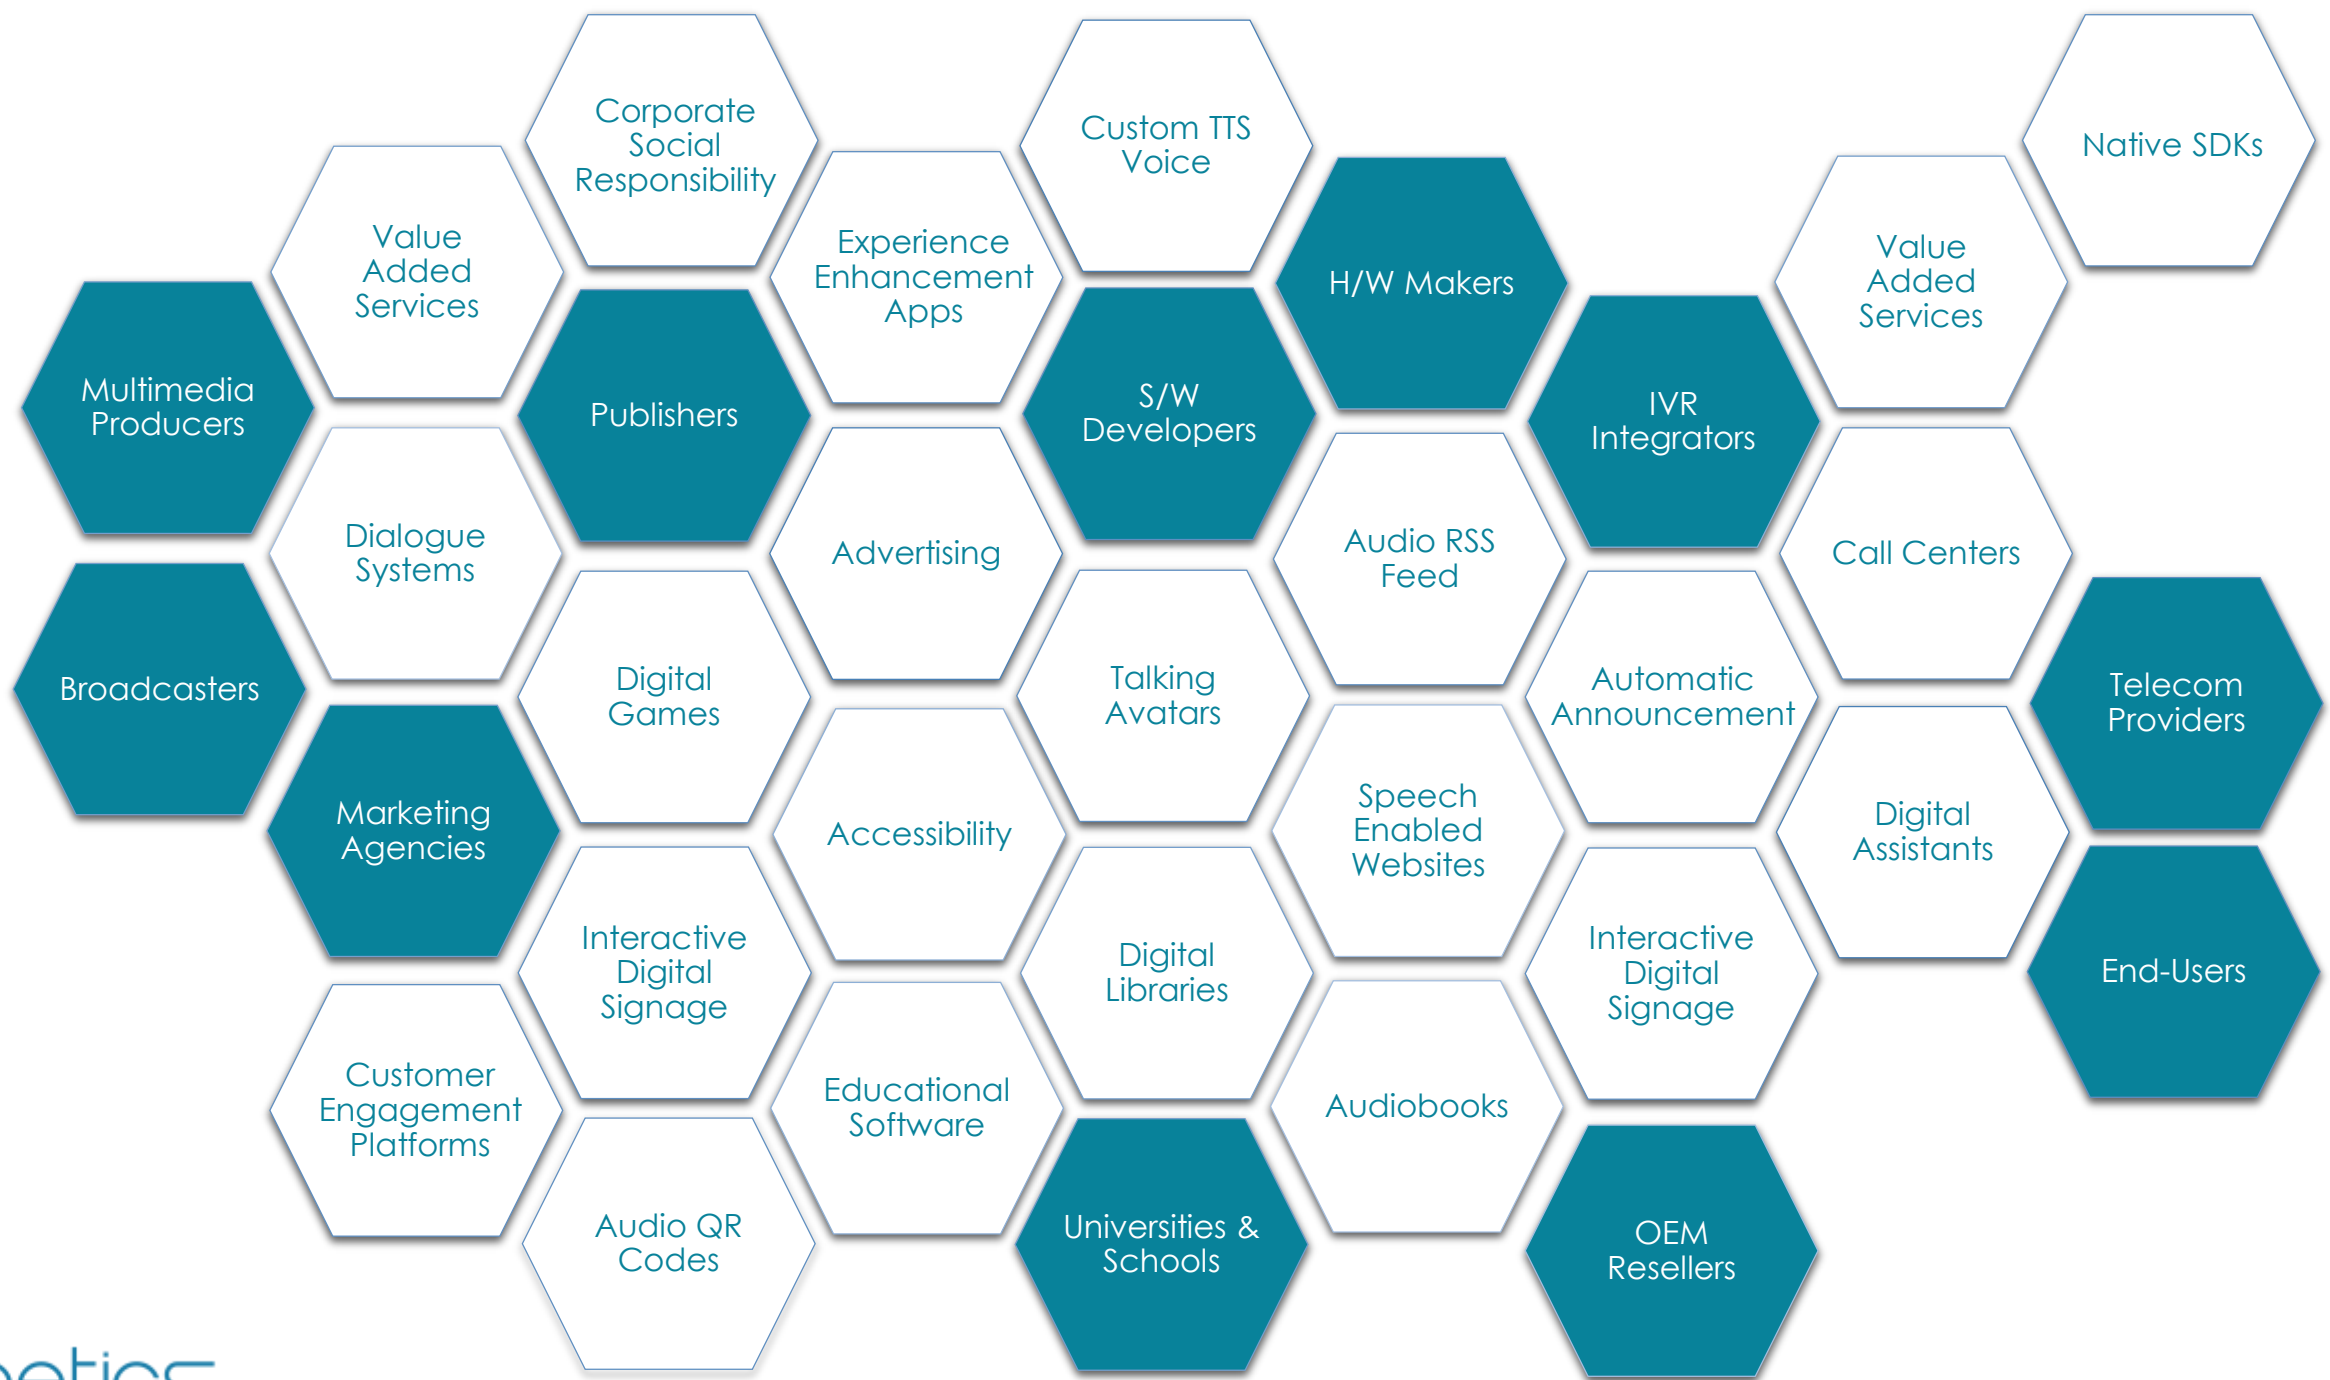 Corporate
Social
Responsibility
Custom TTS
Voice
Native SDKs
Value
Added
Services
Experience
Enhancement
Apps
H/W Makers
Value
Added
Services
Multimedia
Producers
Publishers
S/W
Developers
IVR
Integrators
Dialogue
Systems
Advertising
Audio RSS
Feed
Call Centers
Broadcasters
Digital
Games
Talking
Avatars
Automatic
Announcement
Telecom
Providers
Marketing
Agencies
Accessibility
Speech
Enabled
Websites
Digital
Assistants
Interactive
Digital
Signage
Digital
Libraries
Interactive
Digital
Signage
End-Users
Customer
Engagement
Platforms
Educational
Software
Audiobooks
Audio QR
Codes
Universities &
Schools
OEM
Resellers